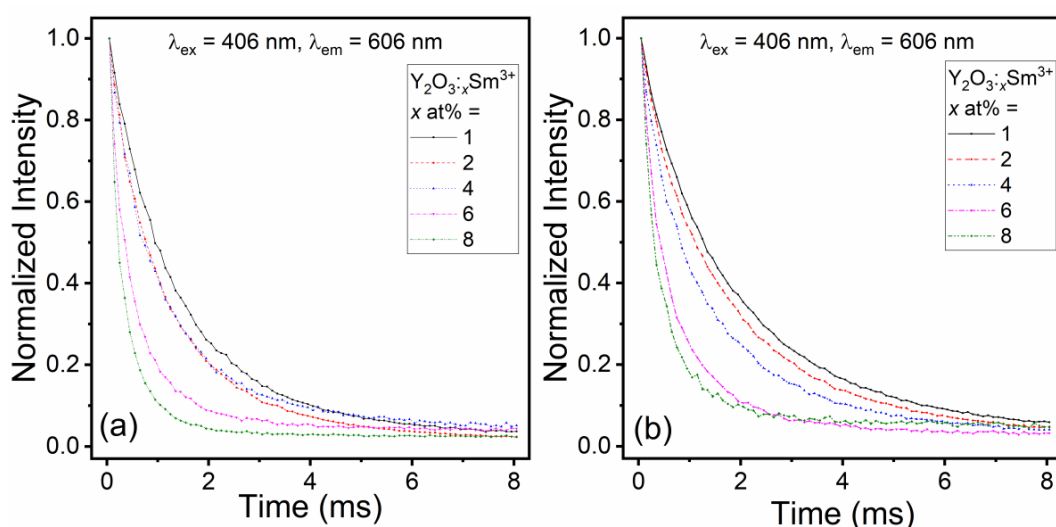 λex = 406 nm, λem = 606 nm
Y2O3:xSm3+
x at% =
1
2
4
6
8
1.0
0.8
0.6
0.4
0.2
0.0
Normalized Intensity
(a)
0 2 4 6 8
Time (ms)
λex = 406 nm, λem = 606 nm
Y2O3:xSm3+
x at% =
1
2
4
6
8
1.0
0.8
0.6
0.4
0.2
0.0
Normalized Intensity
(b)
0 2 4 6 8
Time (ms)